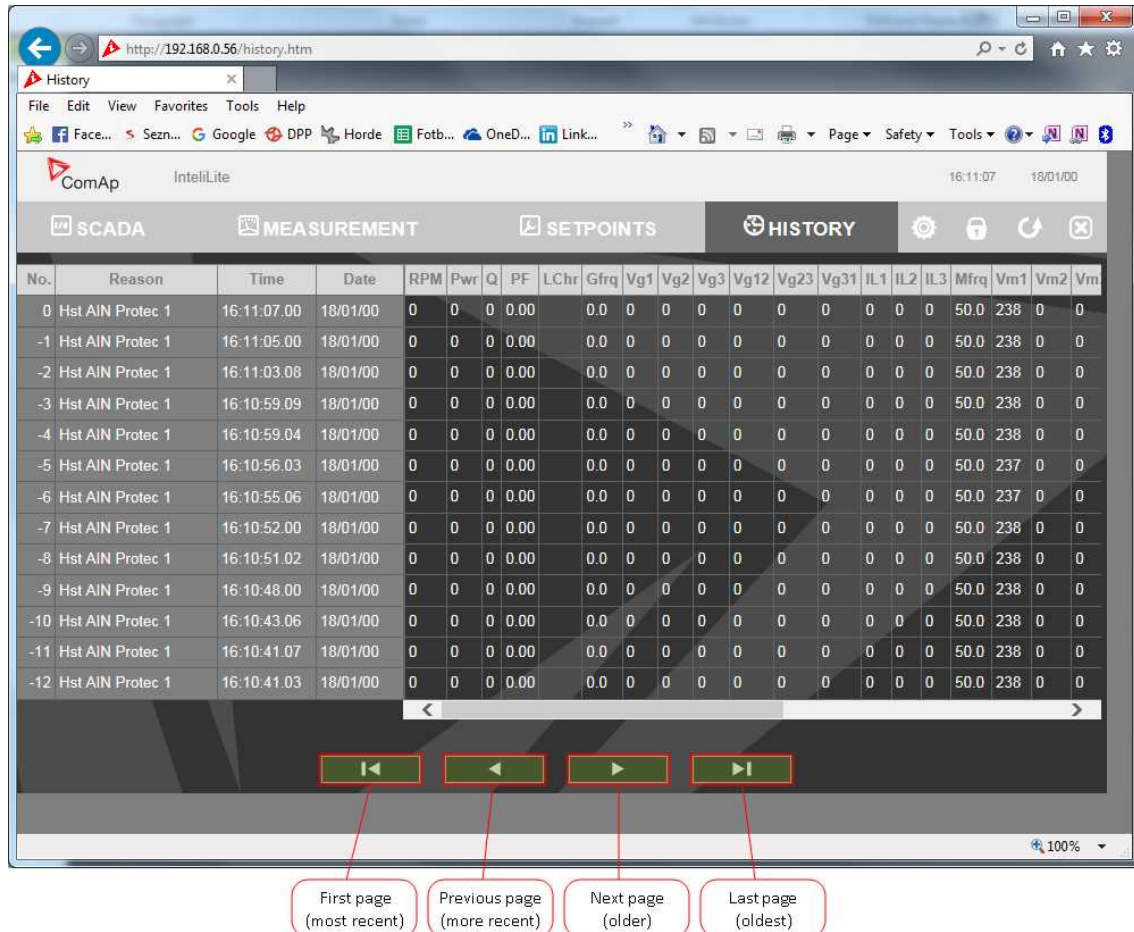 http://192.168.0.56/history.htm
History
File Edit View Favorites Tools Help
Face... Sezn... Google DPP Horde Fotb... OneD... Link... Page Safety Tools
ComAp InteliLite 16:11:07 18/01/00
SCADA MEASUREMENT SETPOINTS HISTORY
No. Reason Time Date RPM Pwr Q PF LChr Gfrq Vg1 Vg2 Vg3 Vg12 Vg23 Vg31 IL1 IL2 IL3 Mfrq Vm1 Vm2 Vm
0 Hst AIN Protec 1 16:11:07.00 18/01/00 0 0 0 0.00 0.0 0 0 0 0 0 0 0 0 0 50.0 238 0 0
-1 Hst AIN Protec 1 16:11:05.00 18/01/00 0 0 0 0.00 0.0 0 0 0 0 0 0 0 0 0 50.0 238 0 0
-2 Hst AIN Protec 1 16:11:03.08 18/01/00 0 0 0 0.00 0.0 0 0 0 0 0 0 0 0 0 50.0 238 0 0
-3 Hst AIN Protec 1 16:10:59.09 18/01/00 0 0 0 0.00 0.0 0 0 0 0 0 0 0 0 0 50.0 238 0 0
-4 Hst AIN Protec 1 16:10:59.04 18/01/00 0 0 0 0.00 0.0 0 0 0 0 0 0 0 0 0 50.0 238 0 0
-5 Hst AIN Protec 1 16:10:56.03 18/01/00 0 0 0 0.00 0.0 0 0 0 0 0 0 0 0 0 50.0 237 0 0
-6 Hst AIN Protec 1 16:10:55.06 18/01/00 0 0 0 0.00 0.0 0 0 0 0 0 0 0 0 0 50.0 237 0 0
-7 Hst AIN Protec 1 16:10:52.00 18/01/00 0 0 0 0.00 0.0 0 0 0 0 0 0 0 0 0 50.0 238 0 0
-8 Hst AIN Protec 1 16:10:51.02 18/01/00 0 0 0 0.00 0.0 0 0 0 0 0 0 0 0 0 50.0 238 0 0
-9 Hst AIN Protec 1 16:10:48.00 18/01/00 0 0 0 0.00 0.0 0 0 0 0 0 0 0 0 0 50.0 238 0 0
-10 Hst AIN Protec 1 16:10:43.06 18/01/00 0 0 0 0.00 0.0 0 0 0 0 0 0 0 0 0 50.0 238 0 0
-11 Hst AIN Protec 1 16:10:41.07 18/01/00 0 0 0 0.00 0.0 0 0 0 0 0 0 0 0 0 50.0 238 0 0
-12 Hst AIN Protec 1 16:10:41.03 18/01/00 0 0 0 0.00 0.0 0 0 0 0 0 0 0 0 0 50.0 238 0 0
100%
First page
(most recent)
Previous page
(more recent)
Next page
(older)
Last page
(oldest)